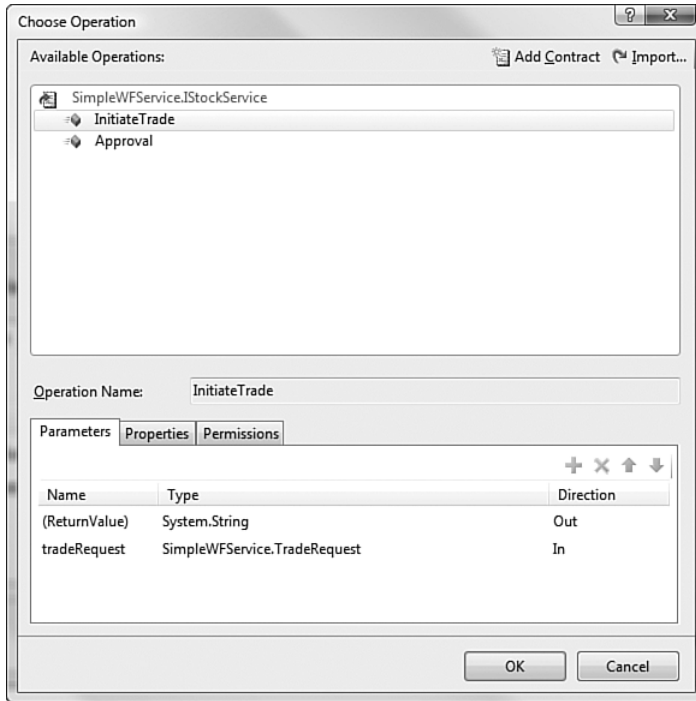 Choose Operation
Available Operations:
Add Contract
Import...
SimpleWFService.IStockService
InitiateTrade
Approval
Operation Name:
InitiateTrade
Parameters
Properties
Permissions
Name Type Direction
(ReturnValue) System.String Out
tradeRequest SimpleWFService.TradeRequest In
OK
Cancel